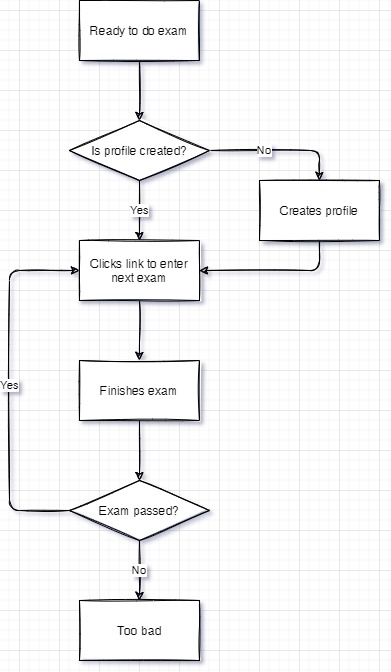 Ready to do exam
Is profile created?
No
Creates profile
Yes
Clicks link to enter
next exam
Finishes exam
Yes
Exam passed?
No
Too bad